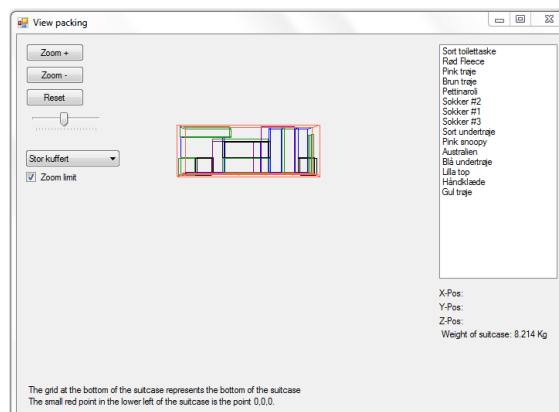 View packing
Zoom +
Zoom -
Reset
Stor kuffert
Zoom limit
Sort toilettaske
Rød Fleece
Pink trøje
Brun trøje
Pettinaroli
Sokker #2
Sokker #1
Sokker #3
Sort undertrøje
Pink snoopy
Australien
Blå undertrøje
Lilla top
Håndklæde
Gul trøje
X-Pos:
Y-Pos:
Z-Pos:
Weight of suitcase: 8.214 Kg
The grid at the bottom of the suitcase represents the bottom of the suitcase
The small red point in the lower left of the suitcase is the point 0,0,0.